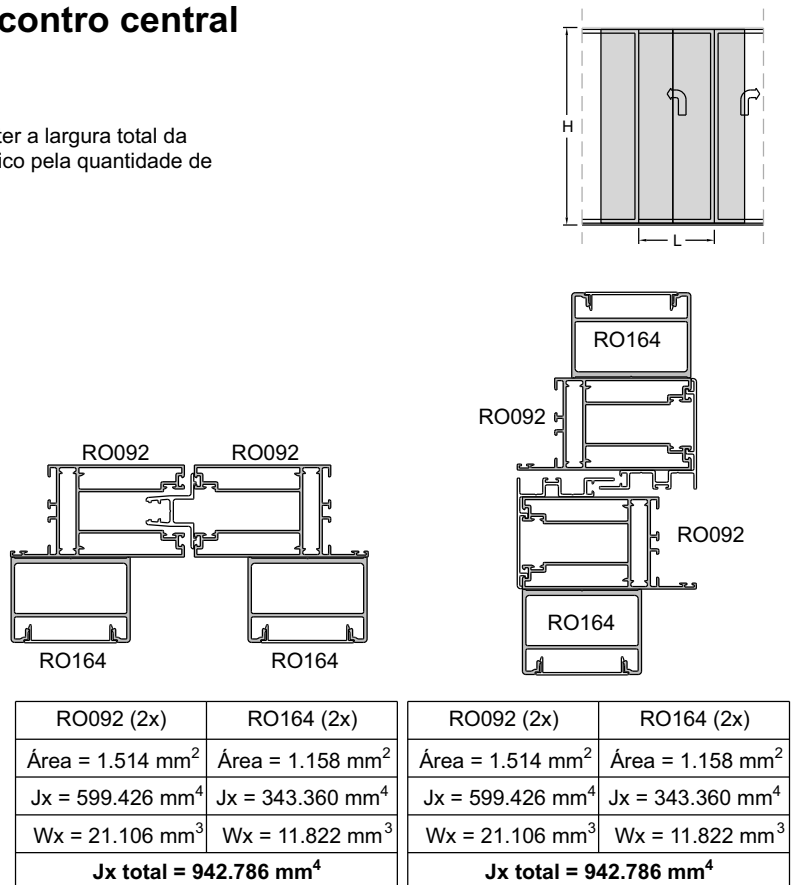 contro central
ter a largura total da
ico pela quantidade de
H
L
RO164
RO092
RO092 RO092
RO092
RO164
RO164 RO164
RO092 (2x) RO164 (2x) RO092 (2x) RO164 (2x)
Área = 1.514 mm² Área = 1.158 mm² Área = 1.514 mm² Área = 1.158 mm²
Jx = 599.426 mm⁴ Jx = 343.360 mm⁴ Jx = 599.426 mm⁴ Jx = 343.360 mm⁴
Wx = 21.106 mm³ Wx = 11.822 mm³ Wx = 21.106 mm³ Wx = 11.822 mm³
Jx total = 942.786 mm⁴ Jx total = 942.786 mm⁴